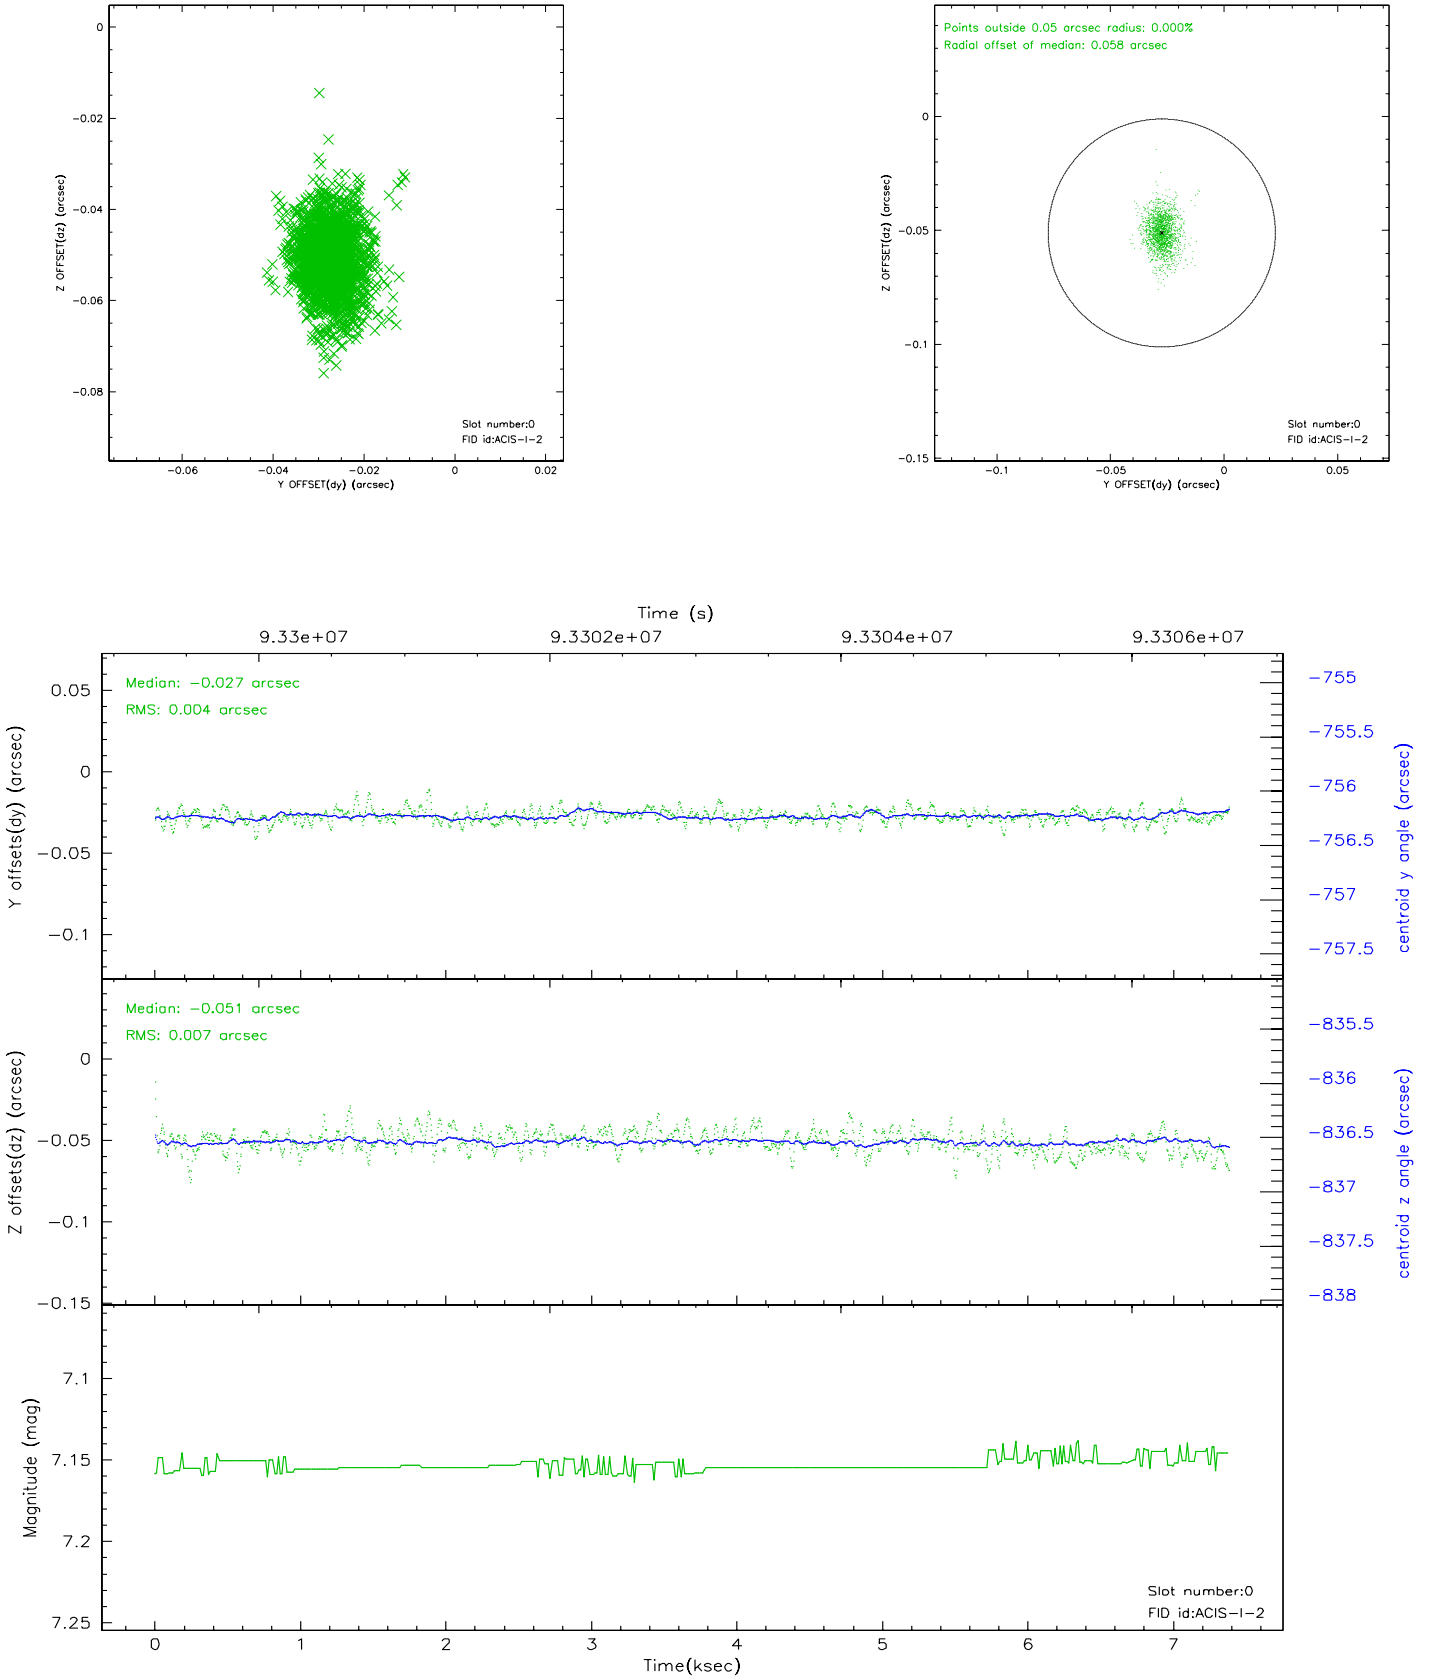 0
−0.02
−0.04
−0.06
−0.08
Z OFFSET(dz) (arcsec)
Slot number:0
FID id:ACIS−I−2
−0.06
−0.04
−0.02
0
0.02
Y OFFSET(dy) (arcsec)
Points outside 0.05 arcsec radius: 0.000%
Radial offset of median: 0.058 arcsec
0
−0.05
−0.1
−0.15
Z OFFSET(dz) (arcsec)
Slot number:0
FID id:ACIS−I−2
−0.1
−0.05
0
0.05
Y OFFSET(dy) (arcsec)
Time (s)
9.33e+07
9.3302e+07
9.3304e+07
9.3306e+07
Median: −0.027 arcsec
RMS: 0.004 arcsec
0.05
0
−0.05
−0.1
Y offsets(dy) (arcsec)
−755
−755.5
−756
−756.5
−757
−757.5
centroid y angle (arcsec)
Median: −0.051 arcsec
RMS: 0.007 arcsec
0
−0.05
−0.1
−0.15
Z offsets(dz) (arcsec)
−835.5
−836
−836.5
−837
−837.5
−838
centroid z angle (arcsec)
7.1
7.15
7.2
7.25
Magnitude (mag)
Slot number:0
FID id:ACIS−I−2
0
1
2
3
4
5
6
7
Time(ksec)